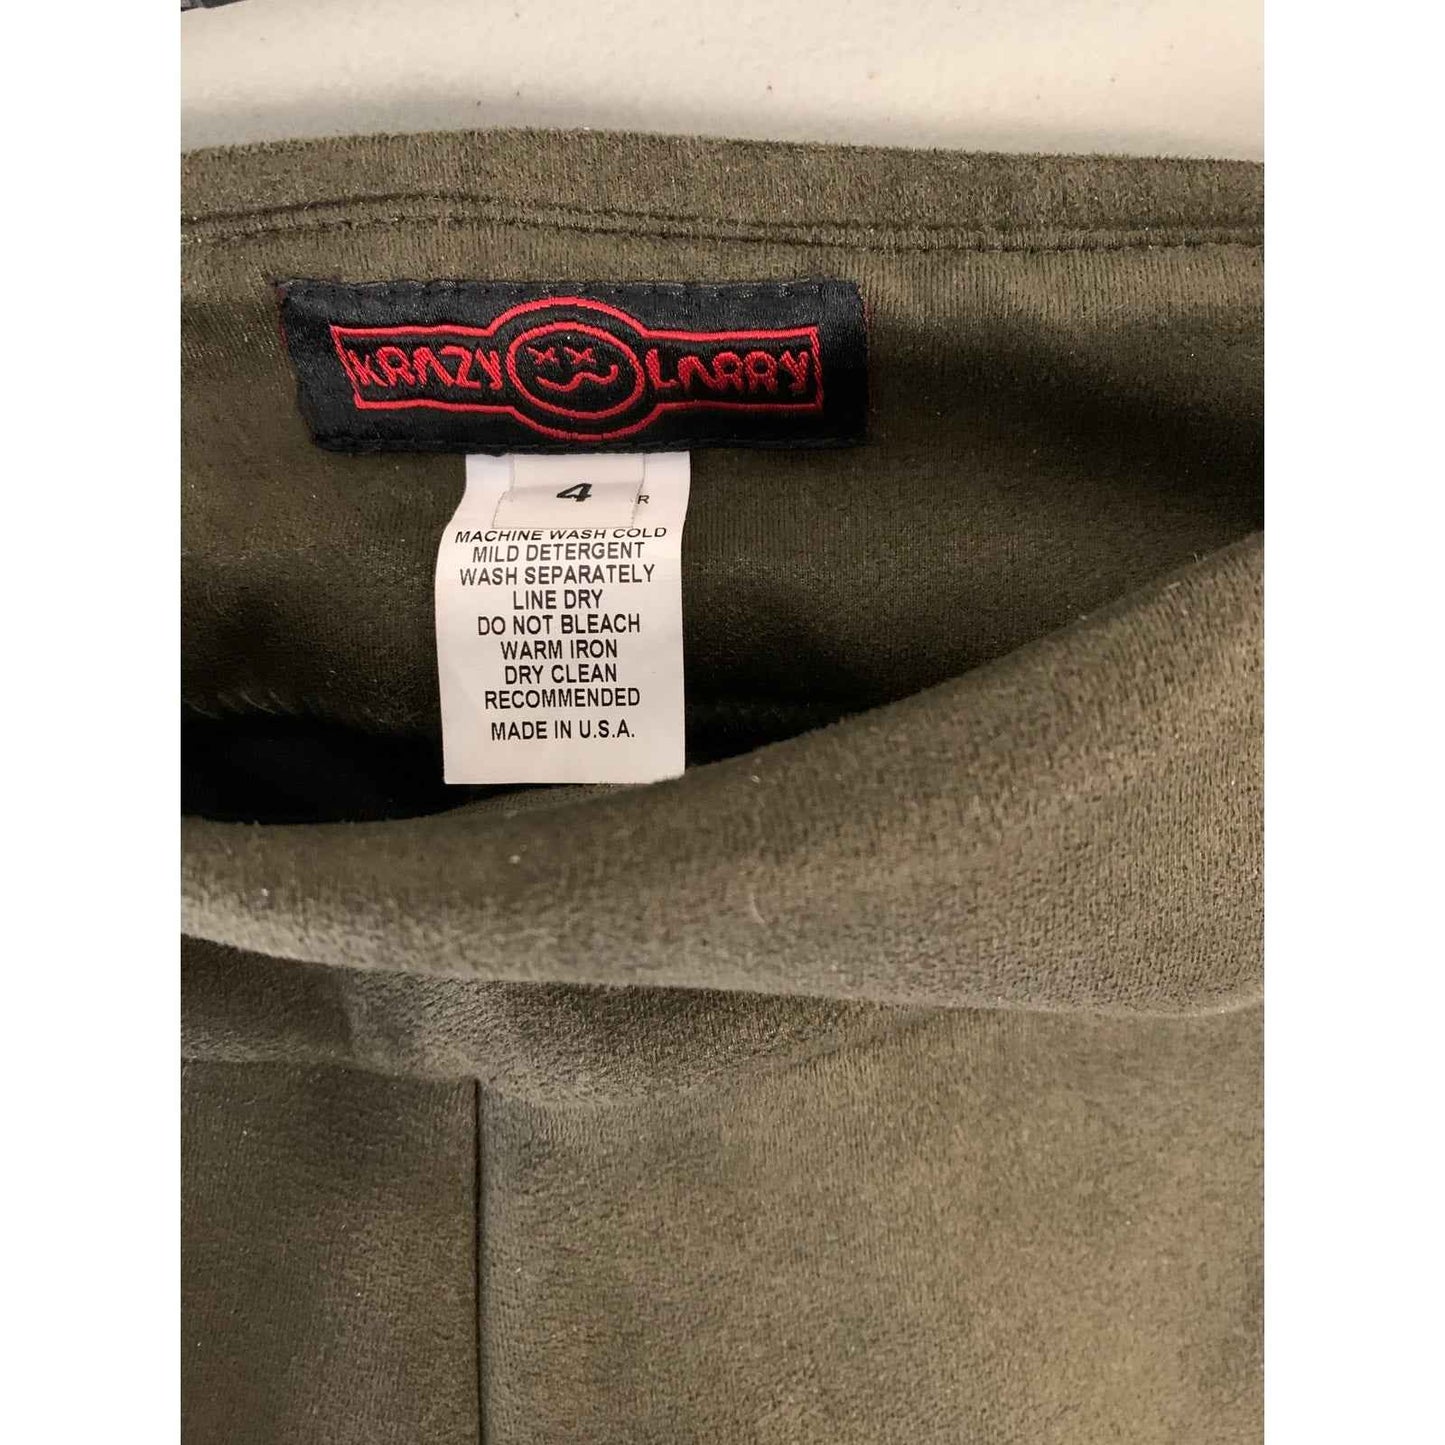 KRAZY LARRY
4 R
MACHINE WASH COLD
MILD DETERGENT
WASH SEPARATELY
LINE DRY
DO NOT BLEACH
WARM IRON
DRY CLEAN
RECOMMENDED
MADE IN U.S.A.